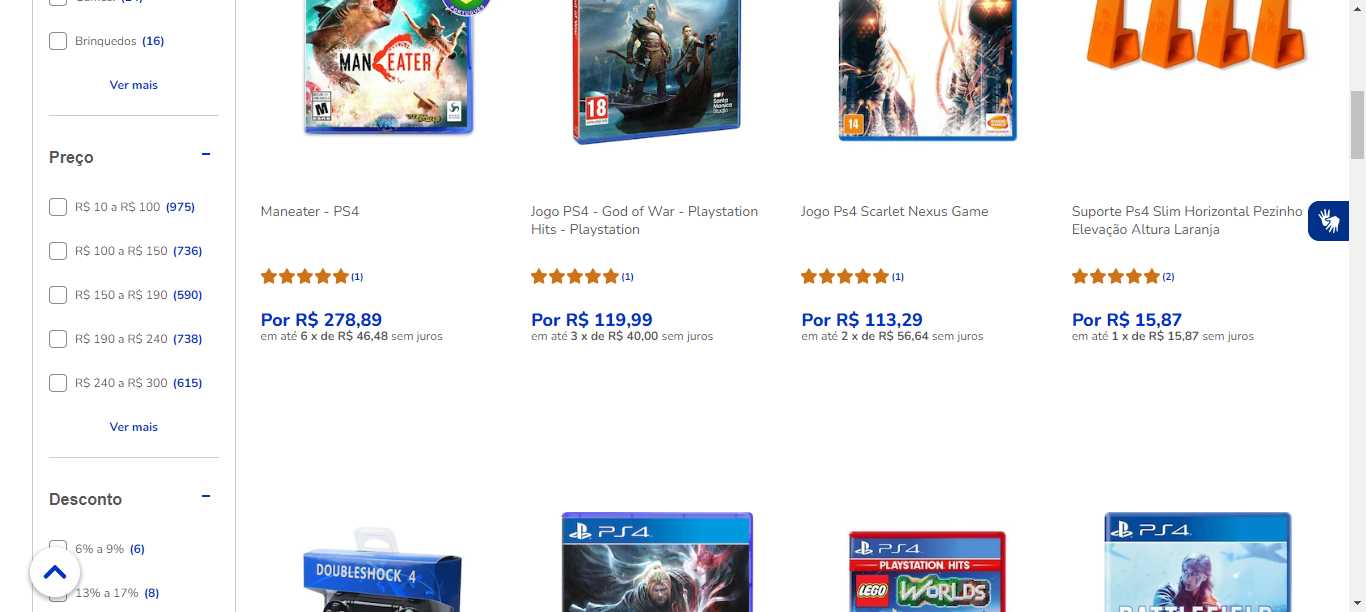 Brinquedos (16)
Ver mais
Preço
R$ 10 a R$ 100 (975)
R$ 100 a R$ 150 (736)
R$ 150 a R$ 190 (590)
R$ 190 a R$ 240 (738)
R$ 240 a R$ 300 (615)
Ver mais
Desconto
6% a 9% (6)
13% a 17% (8)
MANEATER
M
18
Santa Monica Studio
14
Maneater - PS4
(1)
Por R$ 278,89
em até 6 x de R$ 46,48 sem juros
Jogo PS4 - God of War - Playstation
Hits - Playstation
(1)
Por R$ 119,99
em até 3 x de R$ 40,00 sem juros
Jogo Ps4 Scarlet Nexus Game
(1)
Por R$ 113,29
em até 2 x de R$ 56,64 sem juros
Suporte Ps4 Slim Horizontal Pezinho
Elevação Altura Laranja
(2)
Por R$ 15,87
em até 1 x de R$ 15,87 sem juros
DOUBLESHOCK 4
PS4
PS4
PLAYSTATION. HITS
LEGO WORLDS
PS4
BATTLEFIELD